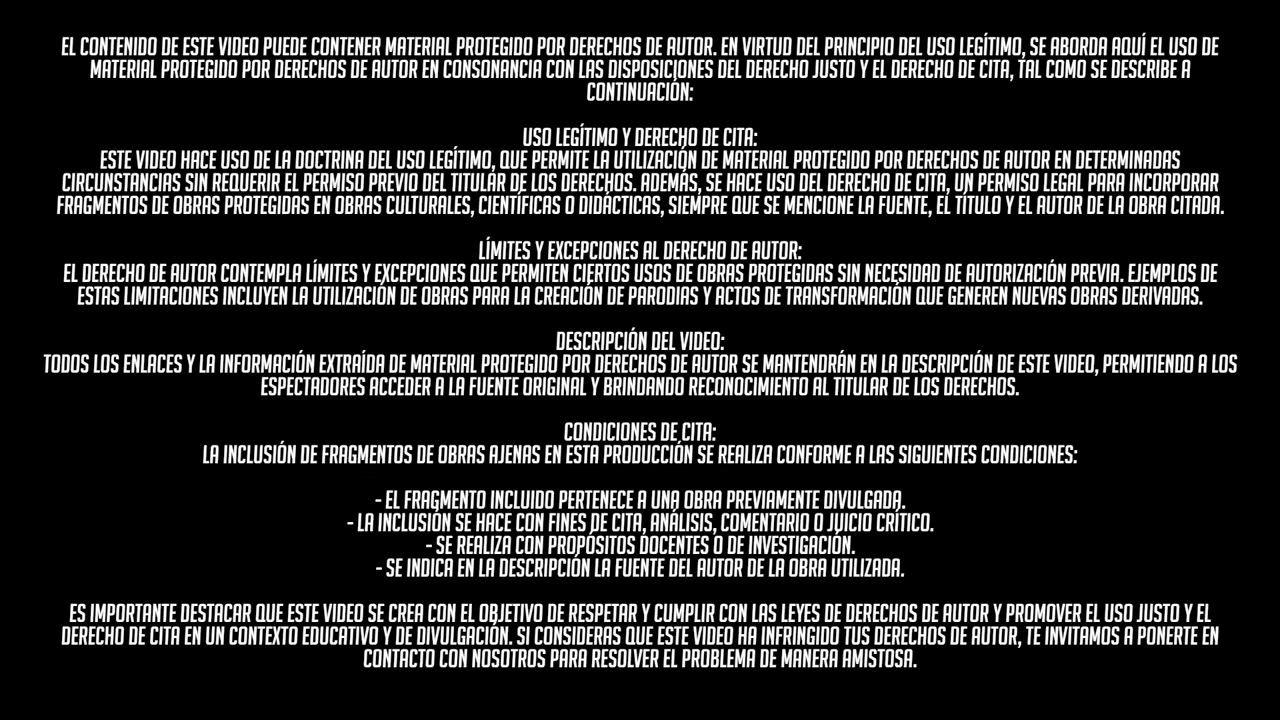 EL CONTENIDO DE ESTE VIDEO PUEDE CONTENER MATERIAL PROTEGIDO POR DERECHOS DE AUTOR. EN VIRTUD DEL PRINCIPIO DEL USO LEGÍTIMO, SE ABORDA AQUÍ EL USO DE
MATERIAL PROTEGIDO POR DERECHOS DE AUTOR EN CONSONANCIA CON LAS DISPOSICIONES DEL DERECHO JUSTO Y EL DERECHO DE CITA, TAL COMO SE DESCRIBE A
CONTINUACIÓN:
USO LEGÍTIMO Y DERECHO DE CITA:
ESTE VIDEO HACE USO DE LA DOCTRINA DEL USO LEGÍTIMO, QUE PERMITE LA UTILIZACIÓN DE MATERIAL PROTEGIDO POR DERECHOS DE AUTOR EN DETERMINADAS
CIRCUNSTANCIAS SIN REQUERIR EL PERMISO PREVIO DEL TITULAR DE LOS DERECHOS. ADEMÁS, SE HACE USO DEL DERECHO DE CITA, UN PERMISO LEGAL PARA INCORPORAR
FRAGMENTOS DE OBRAS PROTEGIDAS EN OBRAS CULTURALES, CIENTÍFICAS O DIDÁCTICAS, SIEMPRE QUE SE MENCIONE LA FUENTE, EL TÍTULO Y EL AUTOR DE LA OBRA CITADA.
LÍMITES Y EXCEPCIONES AL DERECHO DE AUTOR:
EL DERECHO DE AUTOR CONTEMPLA LÍMITES Y EXCEPCIONES QUE PERMITEN CIERTOS USOS DE OBRAS PROTEGIDAS SIN NECESIDAD DE AUTORIZACIÓN PREVIA. EJEMPLOS DE
ESTAS LIMITACIONES INCLUYEN LA UTILIZACIÓN DE OBRAS PARA LA CREACIÓN DE PARODIAS Y ACTOS DE TRANSFORMACIÓN QUE GENEREN NUEVAS OBRAS DERIVADAS.
DESCRIPCIÓN DEL VIDEO:
TODOS LOS ENLACES Y LA INFORMACIÓN EXTRAÍDA DE MATERIAL PROTEGIDO POR DERECHOS DE AUTOR SE MANTENDRÁN EN LA DESCRIPCIÓN DE ESTE VIDEO, PERMITIENDO A LOS
ESPECTADORES ACCEDER A LA FUENTE ORIGINAL Y BRINDANDO RECONOCIMIENTO AL TITULAR DE LOS DERECHOS.
CONDICIONES DE CITA:
LA INCLUSIÓN DE FRAGMENTOS DE OBRAS AJENAS EN ESTA PRODUCCIÓN SE REALIZA CONFORME A LAS SIGUIENTES CONDICIONES:
- EL FRAGMENTO INCLUIDO PERTENECE A UNA OBRA PREVIAMENTE DIVULGADA.
- LA INCLUSIÓN SE HACE CON FINES DE CITA, ANÁLISIS, COMENTARIO O JUICIO CRÍTICO.
- SE REALIZA CON PROPÓSITOS DOCENTES O DE INVESTIGACIÓN.
- SE INDICA EN LA DESCRIPCIÓN LA FUENTE DEL AUTOR DE LA OBRA UTILIZADA.
ES IMPORTANTE DESTACAR QUE ESTE VIDEO SE CREA CON EL OBJETIVO DE RESPETAR Y CUMPLIR CON LAS LEYES DE DERECHOS DE AUTOR Y PROMOVER EL USO JUSTO Y EL
DERECHO DE CITA EN UN CONTEXTO EDUCATIVO Y DE DIVULGACIÓN. SI CONSIDERAS QUE ESTE VIDEO HA INFRINGIDO TUS DERECHOS DE AUTOR, TE INVITAMOS A PONERTE EN
CONTACTO CON NOSOTROS PARA RESOLVER EL PROBLEMA DE MANERA AMISTOSA.